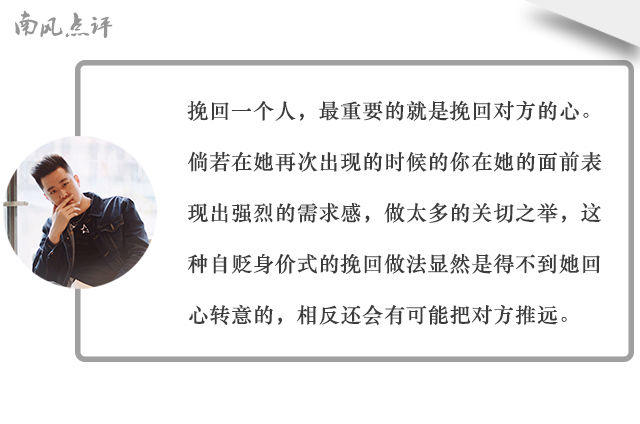 南风点评
挽回一个人，最重要的就是挽回对方的心。
倘若在她再次出现的时候的你在她的面前表
现出强烈的需求感，做太多的关切之举，这
种自贬身价式的挽回做法显然是得不到她回
心转意的，相反还会有可能把对方推远。